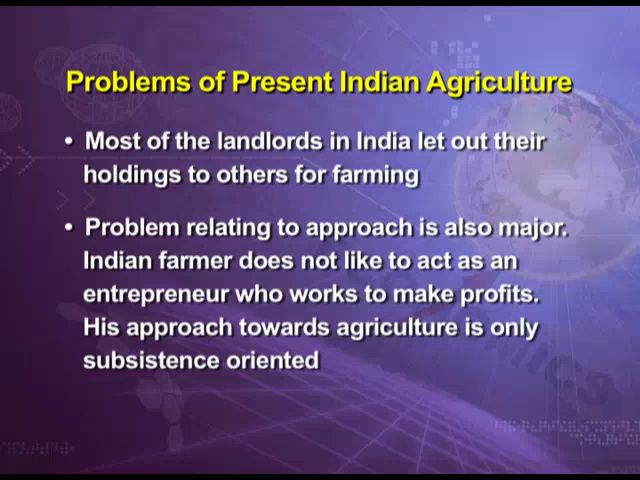 Problems of Present Indian Agriculture
• Most of the landlords in India let out their
holdings to others for farming
• Problem relating to approach is also major.
Indian farmer does not like to act as an
entrepreneur who works to make profits.
His approach towards agriculture is only
subsistence oriented